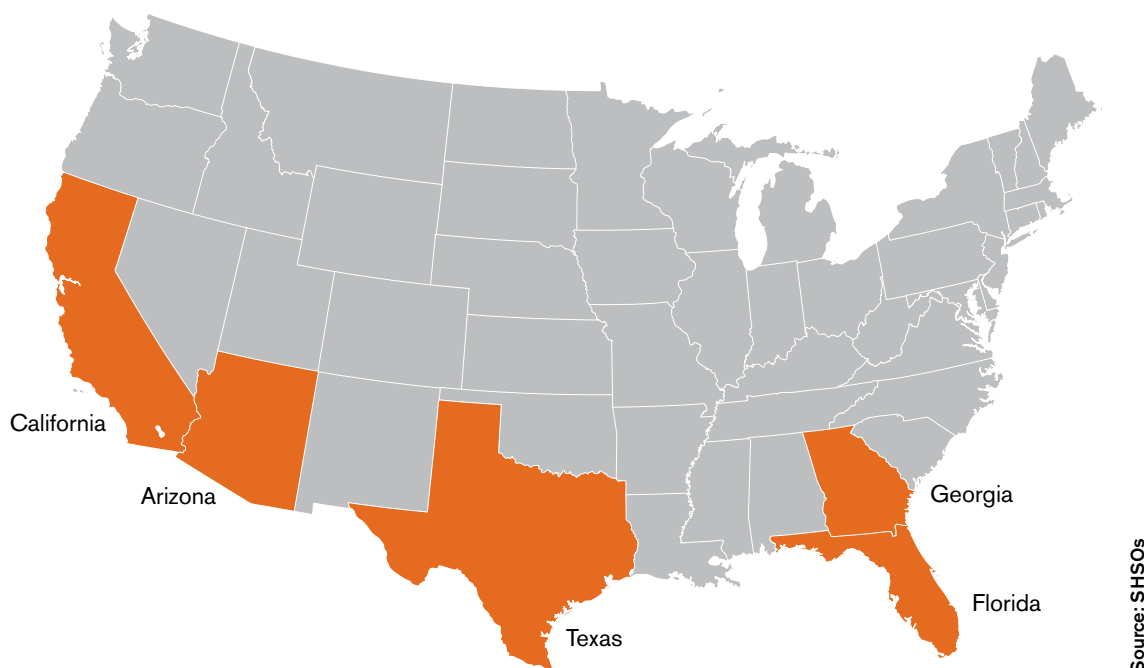 California
Arizona
Georgia
Florida
Texas
Source: SHSOs